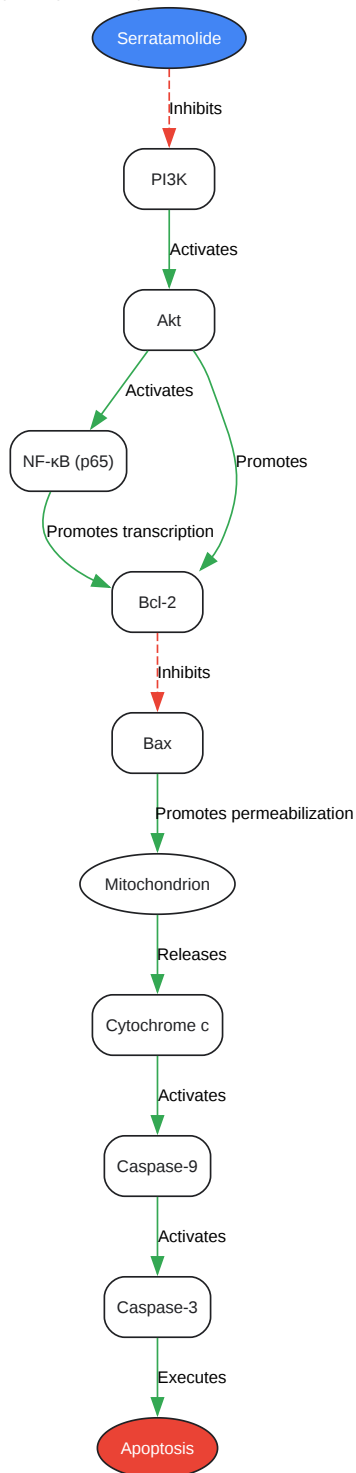 Serratamolide
Inhibits
PI3K
Activates
Akt
Activates
NF-κB (p65)
Promotes
Promotes transcription
Bcl-2
Inhibits
Bax
Promotes permeabilization
Mitochondrion
Releases
Cytochrome c
Activates
Caspase-9
Activates
Caspase-3
Executes
Apoptosis